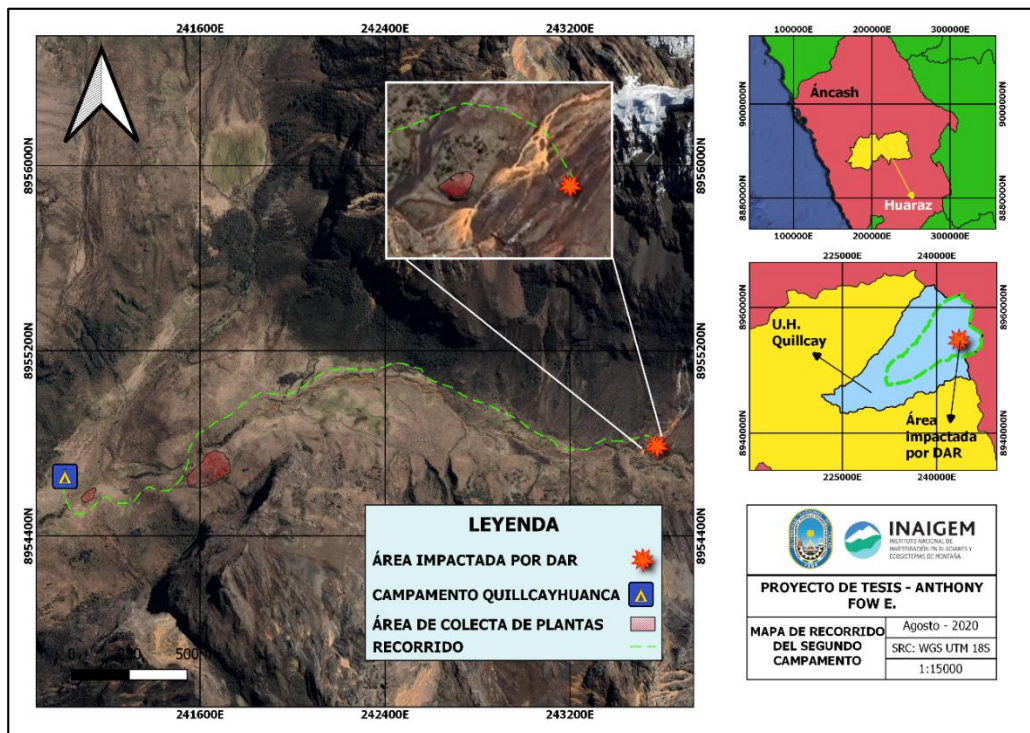 241600E
242400E
243200E
8956000N
8956000N
8955200N
8955200N
8954400N
8954400N
241600E
242400E
243200E
0
500
LEYENDA
ÁREA IMPACTADA POR DAR
CAMPAMENTO QUILLCAYHUANCA
ÁREA DE COLECTA DE PLANTAS
RECORRIDO
100000E
200000E
300000E
Áncash
9000000N
9000000N
Huaraz
8880000N
8880000N
100000E
200000E
300000E
225000E
240000E
8960000N
8960000N
U.H.
Quillcay
Área
impactada
por DAR
8940000N
8940000N
225000E
240000E
INAIGEM
INSTITUTO NACIONAL DE
INVESTIGACIÓN EN GLACIARES Y
ECOSISTEMAS DE MONTAÑA
PROYECTO DE TESIS - ANTHONY
FOW E.
MAPA DE RECORRIDO
DEL SEGUNDO
CAMPAMENTO
Agosto - 2020
SRC: WGS UTM 18S
1:15000